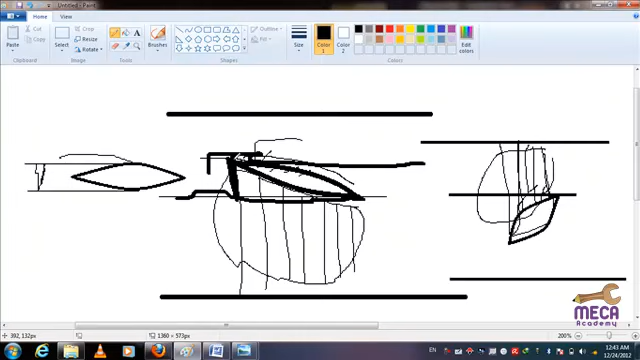 Untitled - Paint
Home
View
Paste
Cut
Copy
Select
Crop
Resize
Rotate
Brushes
Outline
Fill
Size
Color 1
Color 2
Edit colors
Clipboard
Image
Tools
Shapes
Colors
MECA
Academy
392, 132px
1360 × 573px
200%
EN
12:43 AM
12/24/2012